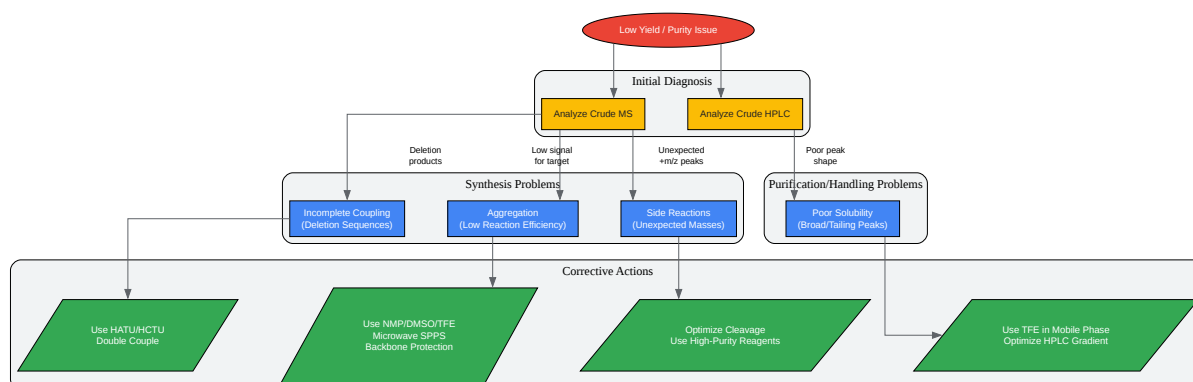 Low Yield / Purity Issue
Initial Diagnosis
Analyze Crude MS
Analyze Crude HPLC
Deletion
products
Low signal
for target
Unexpected
+m/z peaks
Poor peak
shape
Synthesis Problems
Purification/Handling Problems
Incomplete Coupling
(Deletion Sequences)
Aggregation
(Low Reaction Efficiency)
Side Reactions
(Unexpected Masses)
Poor Solubility
(Broad/Tailing Peaks)
Corrective Actions
Use HATU/HCTU
Double Couple
Use NMP/DMSO/TFE
Microwave SPPS
Backbone Protection
Optimize Cleavage
Use High-Purity Reagents
Use TFE in Mobile Phase
Optimize HPLC Gradient